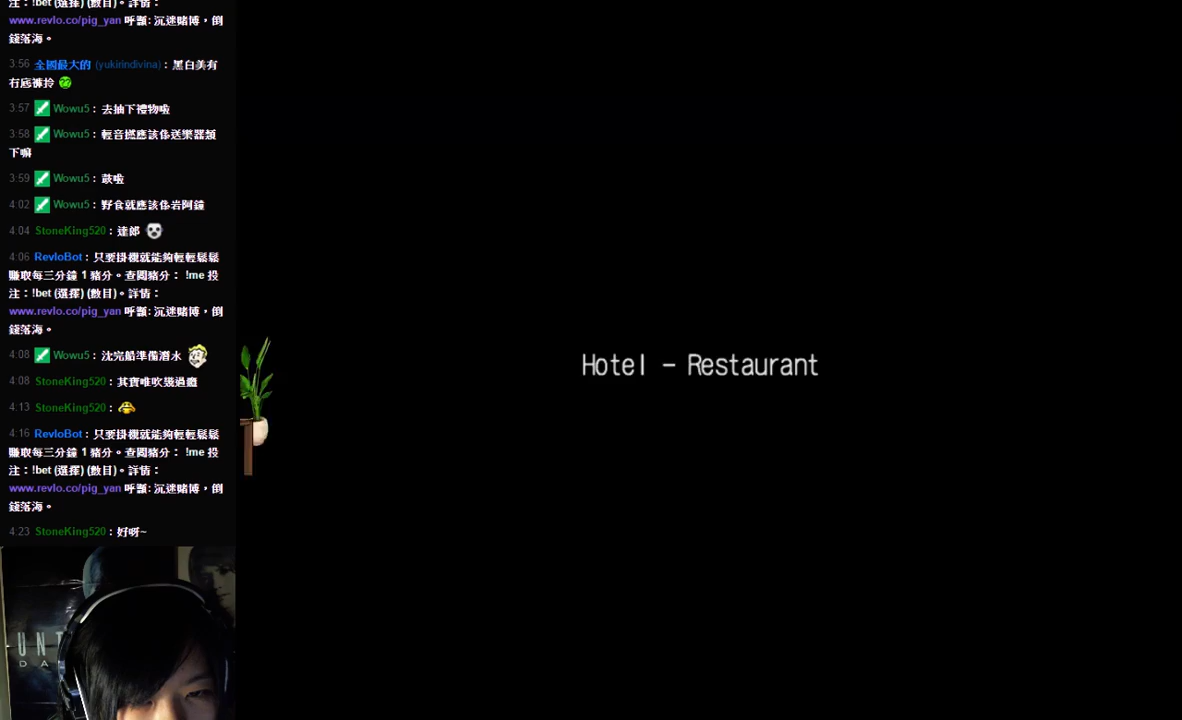 注：!bet (選擇) (數目)。詳情：
www.revlo.co/pig_yan 呼籲: 沉迷賭博，倒
錢落海。
3:56 全國最大的 (yukirindivina)：黑白美有
冇底褲拎
3:57 Wowu5：去抽下禮物啦
3:58 Wowu5：輕音撚應該係送樂器類
下嘛
3:59 Wowu5：鼓啦
4:02 Wowu5：野食就應該係岩阿鐘
4:04 StoneKing520：達郎
4:06 RevloBot：只要掛機就能夠輕輕鬆鬆
賺取每三分鐘 1 豬分。查閱豬分： !me 投
注：!bet (選擇) (數目)。詳情：
www.revlo.co/pig_yan 呼籲: 沉迷賭博，倒
錢落海。
4:08 Wowu5：沈完船準備潛水
4:08 StoneKing520：其實唯吹幾過癮
4:13 StoneKing520：
4:16 RevloBot：只要掛機就能夠輕輕鬆鬆
賺取每三分鐘 1 豬分。查閱豬分： !me 投
注：!bet (選擇) (數目)。詳情：
www.revlo.co/pig_yan 呼籲: 沉迷賭博，倒
錢落海。
4:23 StoneKing520：好呀~
Hotel - Restaurant
UNT
DA